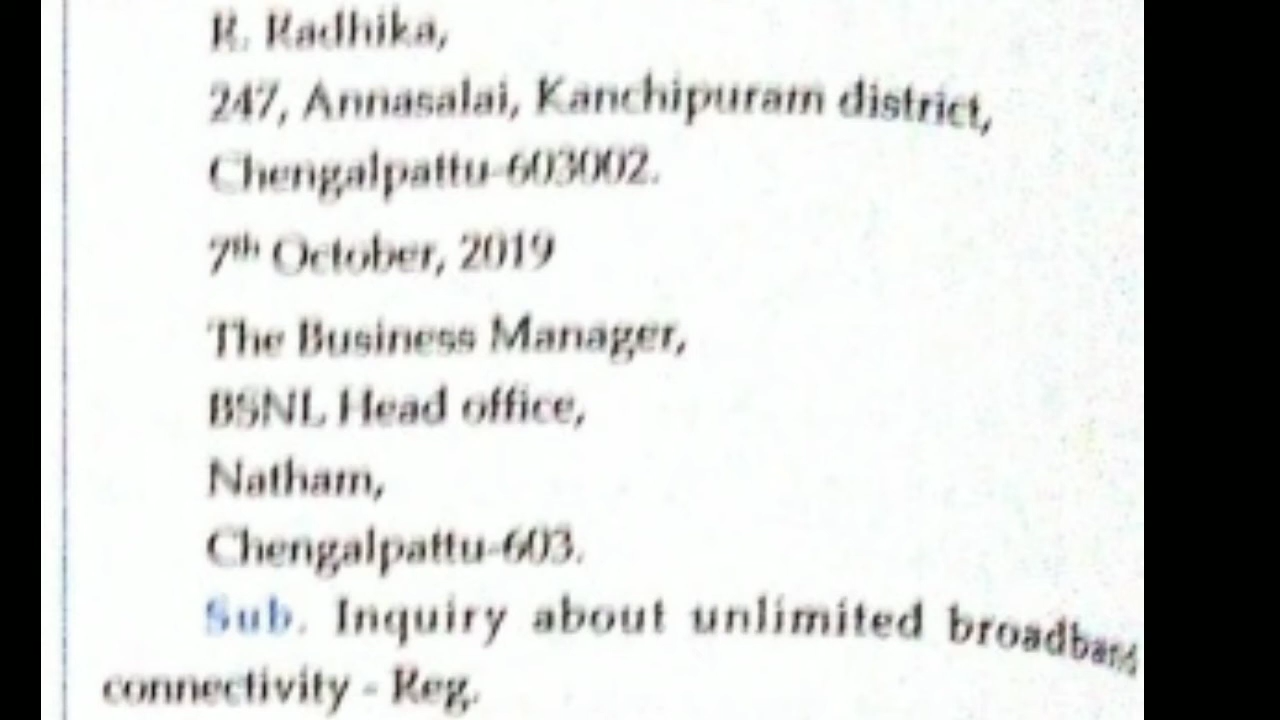 R. Radhika,
247, Annasalai, Kanchipuram district,
Chengalpattu-603002.
7th October, 2019
The Business Manager,
BSNL Head office,
Natham,
Chengalpattu-603.
Sub. Inquiry about unlimited broadband
connectivity - Reg.